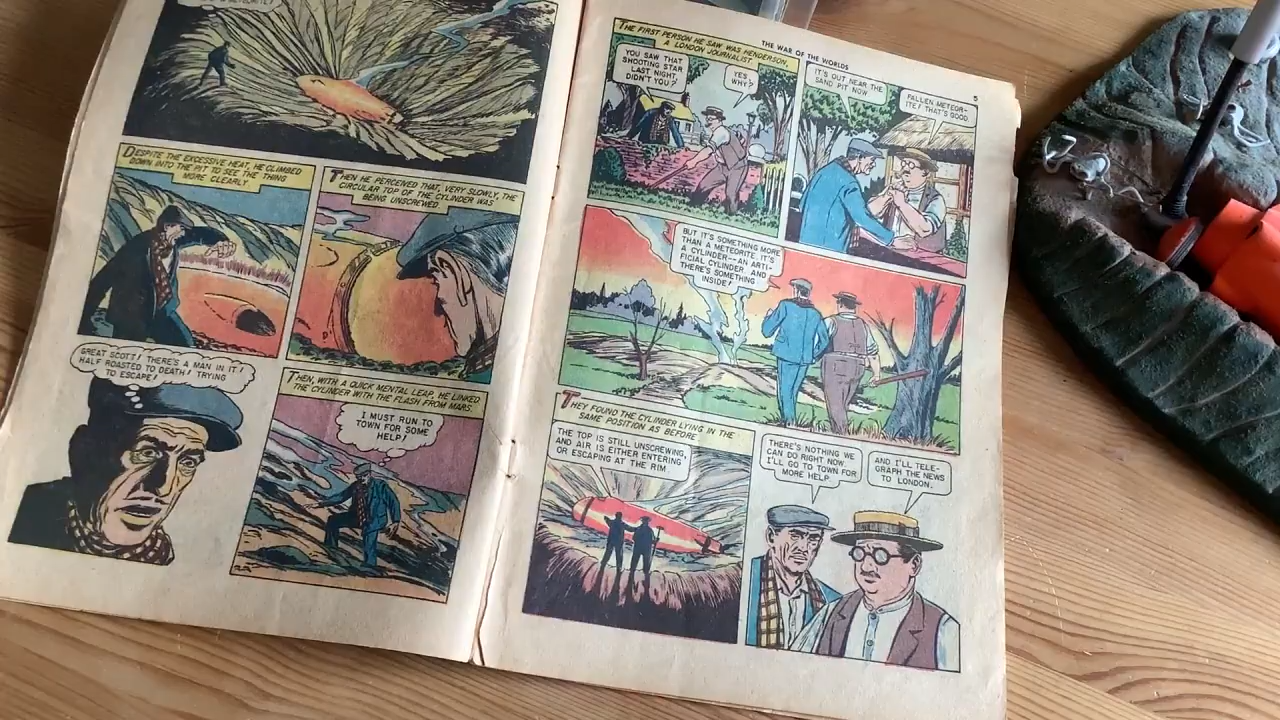 DESPITE THE EXCESSIVE HEAT, HE CLIMBED
DOWN INTO THE PIT TO SEE THE THING
MORE CLEARLY.
THEN HE PERCEIVED THAT, VERY SLOWLY, THE
CIRCULAR TOP OF THE CYLINDER WAS
BEING UNSCREWED.
GREAT SCOTT! THERE'S A MAN IN IT!
HALF ROASTED TO DEATH! TRYING
TO ESCAPE!
THEN, WITH A QUICK MENTAL LEAP, HE LINKED
THE CYLINDER WITH THE FLASH FROM MARS.
I MUST RUN TO
TOWN FOR SOME
HELP!
THE WAR OF THE WORLDS
5
THE FIRST PERSON HE SAW WAS HENDERSON,
A LONDON JOURNALIST.
YOU SAW THAT
SHOOTING STAR
LAST NIGHT,
DIDN'T YOU?
YES
WHY?
IT'S OUT NEAR THE
SAND PIT NOW
FALLEN METEOR-
ITE! THAT'S GOOD.
BUT IT'S SOMETHING MORE
THAN A METEORITE. IT'S
A CYLINDER--AN ARTI-
FICIAL CYLINDER. AND
THERE'S SOMETHING
INSIDE!
THEY FOUND THE CYLINDER LYING IN THE
SAME POSITION AS BEFORE.
THE TOP IS STILL UNSCREWING,
AND AIR IS EITHER ENTERING
OR ESCAPING AT THE RIM.
THERE'S NOTHING WE
CAN DO RIGHT NOW.
I'LL GO TO TOWN FOR
MORE HELP.
AND I'LL TELE-
GRAPH THE NEWS
TO LONDON.